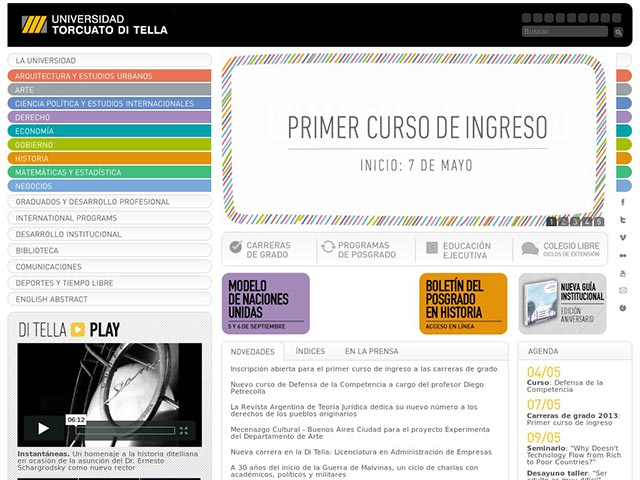 UNIVERSIDAD
TORCUATO DI TELLA
Buscar
LA UNIVERSIDAD
ARQUITECTURA Y ESTUDIOS URBANOS
ARTE
CIENCIA POLÍTICA Y ESTUDIOS INTERNACIONALES
DERECHO
ECONOMÍA
GOBIERNO
HISTORIA
MATEMÁTICAS Y ESTADÍSTICA
NEGOCIOS
GRADUADOS Y DESARROLLO PROFESIONAL
INTERNATIONAL PROGRAMS
DESARROLLO INSTITUCIONAL
BIBLIOTECA
COMUNICACIONES
DEPORTES Y TIEMPO LIBRE
ENGLISH ABSTRACT
DI TELLA PLAY
06:12
Instantáneas. Un homenaje a la historia ditelliana
en ocasión de la asunción del Dr. Ernesto
Schargrodsky como nuevo rector
PRIMER CURSO DE INGRESO
INICIO: 7 DE MAYO
1 2 3 4 5
CARRERAS
DE GRADO
PROGRAMAS
DE POSGRADO
EDUCACIÓN
EJECUTIVA
COLEGIO LIBRE
CICLOS DE EXTENSIÓN
MODELO
DE NACIONES
UNIDAS
5 Y 6 DE SEPTIEMBRE
BOLETÍN DEL
POSGRADO
EN HISTORIA
ACCESO EN LÍNEA
NUEVA GUÍA
INSTITUCIONAL
EDICIÓN
ANIVERSARIO
NOVEDADES
ÍNDICES
EN LA PRENSA
Inscripción abierta para el primer curso de ingreso a las carreras de grado
Nuevo curso de Defensa de la Competencia a cargo del profesor Diego
Petrecolla
La Revista Argentina de Teoría Jurídica dedica su nuevo número a los
derechos de los pueblos originarios
Mecenazgo Cultural - Buenos Aires Ciudad para el proyecto Experimenta
del Departamento de Arte
Nueva carrera en la Di Tella: Licenciatura en Administración de Empresas
A 30 años del inicio de la Guerra de Malvinas, un ciclo de charlas con
académicos, políticos y militares
AGENDA
04/05
Curso: Defensa de la
Competencia
07/05
Carreras de grado 2013:
Primer curso de ingreso
09/05
Seminario: "Why Doesn't
Technology Flow from Rich
to Poor Countries?"
Desayuno taller: "Ser